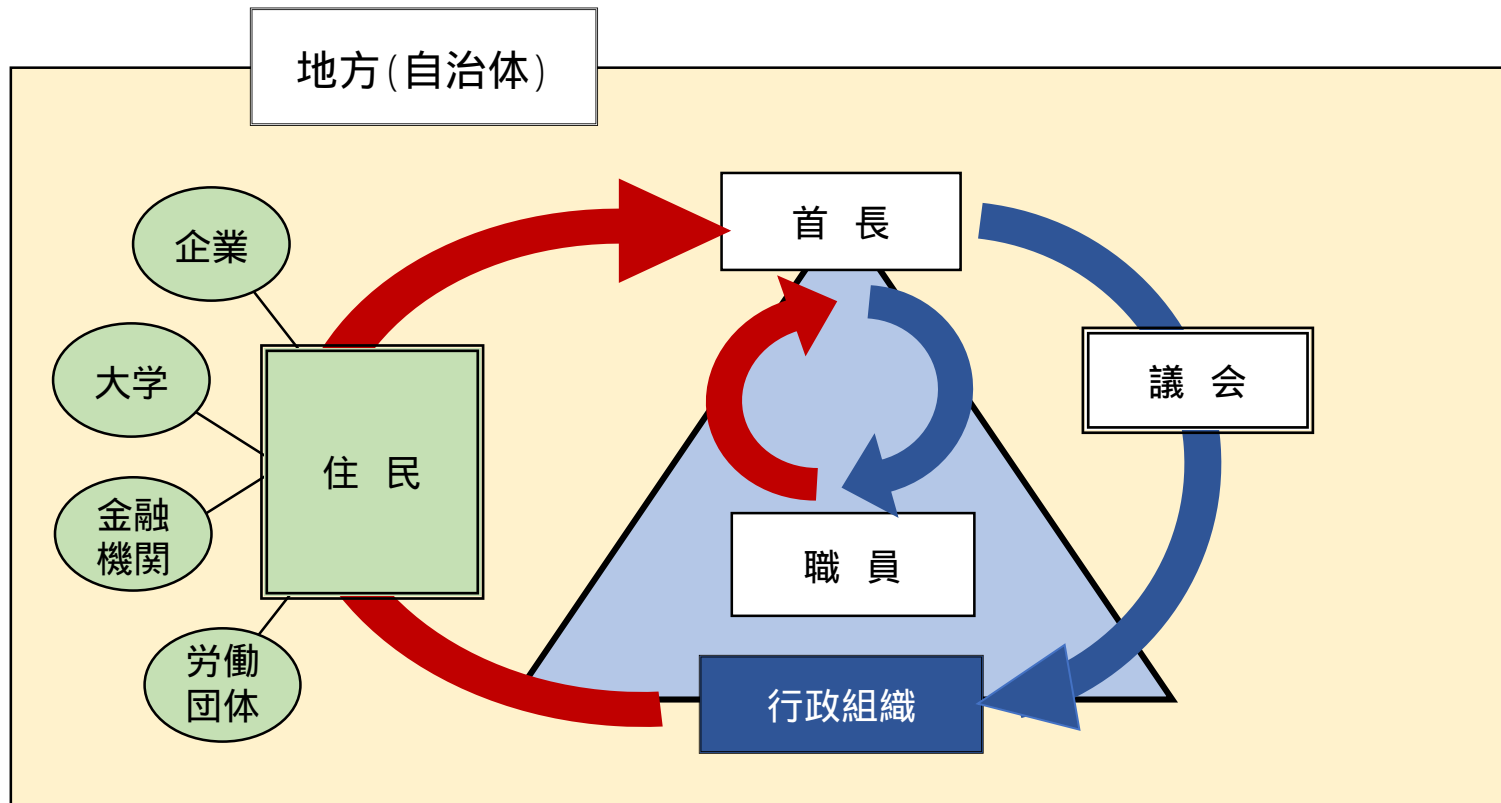 地方(自治体)
首 長
企業
議 会
大学
住 民
金融
機関
職 員
労働
団体
行政組織